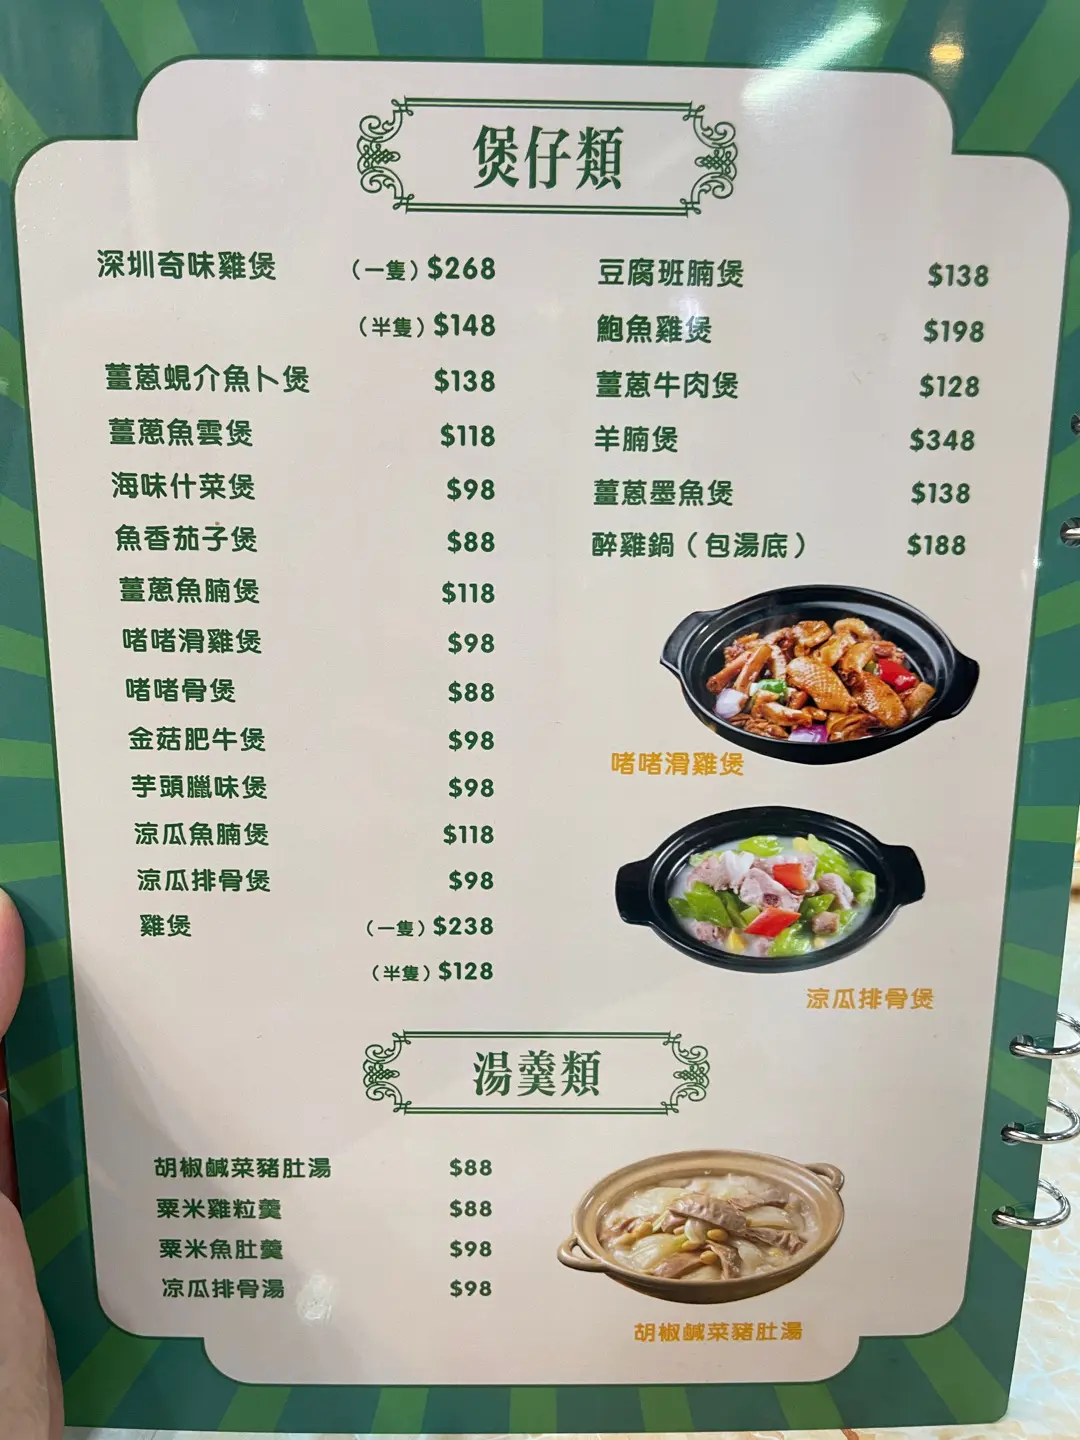 煲仔類
深圳奇味雞煲 （一隻）$268
（半隻）$148
薑蔥蜆介魚卜煲 $138
薑蔥魚雲煲 $118
海味什菜煲 $98
魚香茄子煲 $88
薑蔥魚腩煲 $118
啫啫滑雞煲 $98
啫啫骨煲 $88
金菇肥牛煲 $98
芋頭臘味煲 $98
涼瓜魚腩煲 $118
涼瓜排骨煲 $98
雞煲 （一隻）$238
（半隻）$128
豆腐班腩煲 $138
鮑魚雞煲 $198
薑蔥牛肉煲 $128
羊腩煲 $348
薑蔥墨魚煲 $138
醉雞鍋（包湯底） $188
啫啫滑雞煲
涼瓜排骨煲
湯羹類
胡椒鹹菜豬肚湯 $88
粟米雞粒羹 $88
粟米魚肚羹 $98
凉瓜排骨湯 $98
胡椒鹹菜豬肚湯